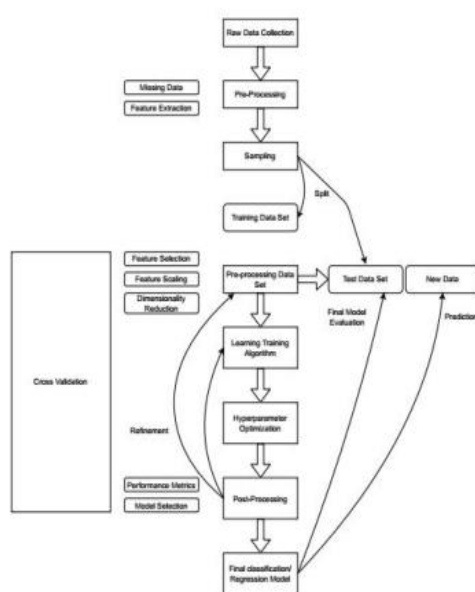 Raw Data Collection
Missing Data
Feature Extraction
Pre-Processing
Sampling
Split
Training Data Set
Feature Selection
Feature Scaling
Dimensionality
Reduction
Pre-processing Data
Set
Test Data Set
New Data
Final Model
Evaluation
Prediction
Learning Training
Algorithm
Cross Validation
Refinement
Hyperparameter
Optimization
Performance Metrics
Model Selection
Post-Processing
Final classification/
Regression Model